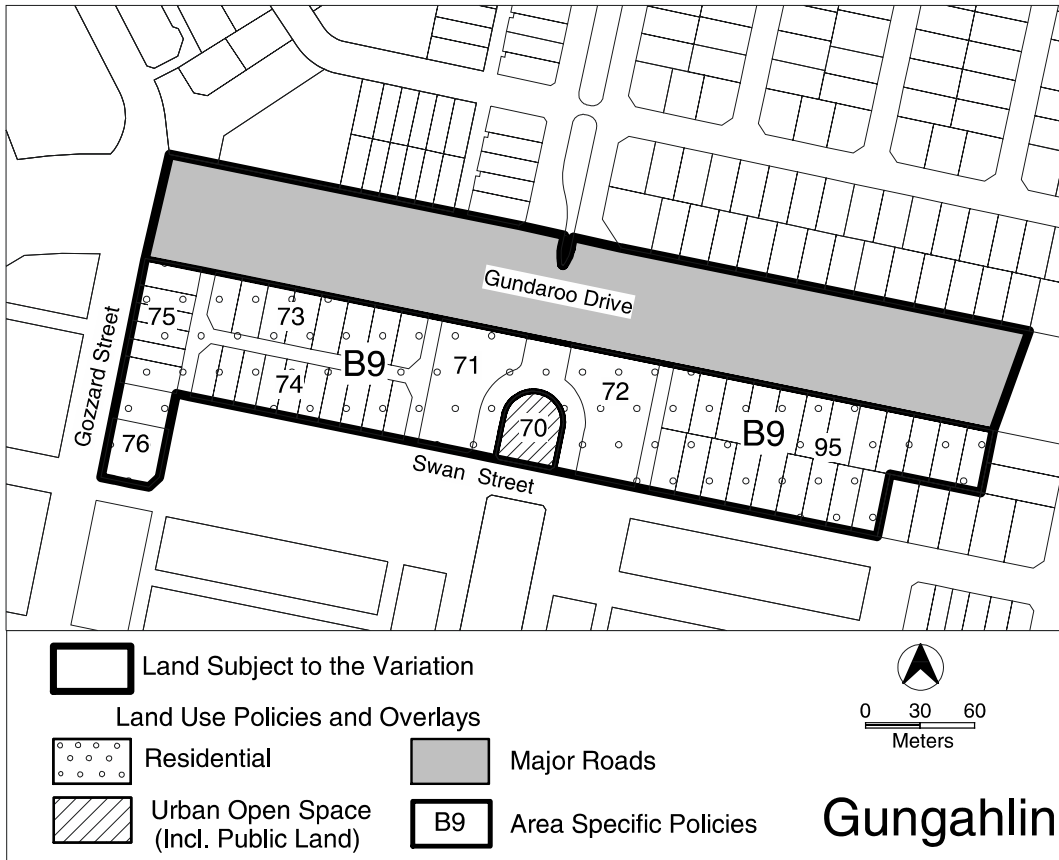 Gundaroo Drive
75
73
B9
71
74
72
Gozzard Street
70
B9
95
76
Swan Street
Land Subject to the Variation
Land Use Policies and Overlays
0 30 60
Meters
Residential
Major Roads
Urban Open Space
(Incl. Public Land)
B9
Area Specific Policies
Gungahlin